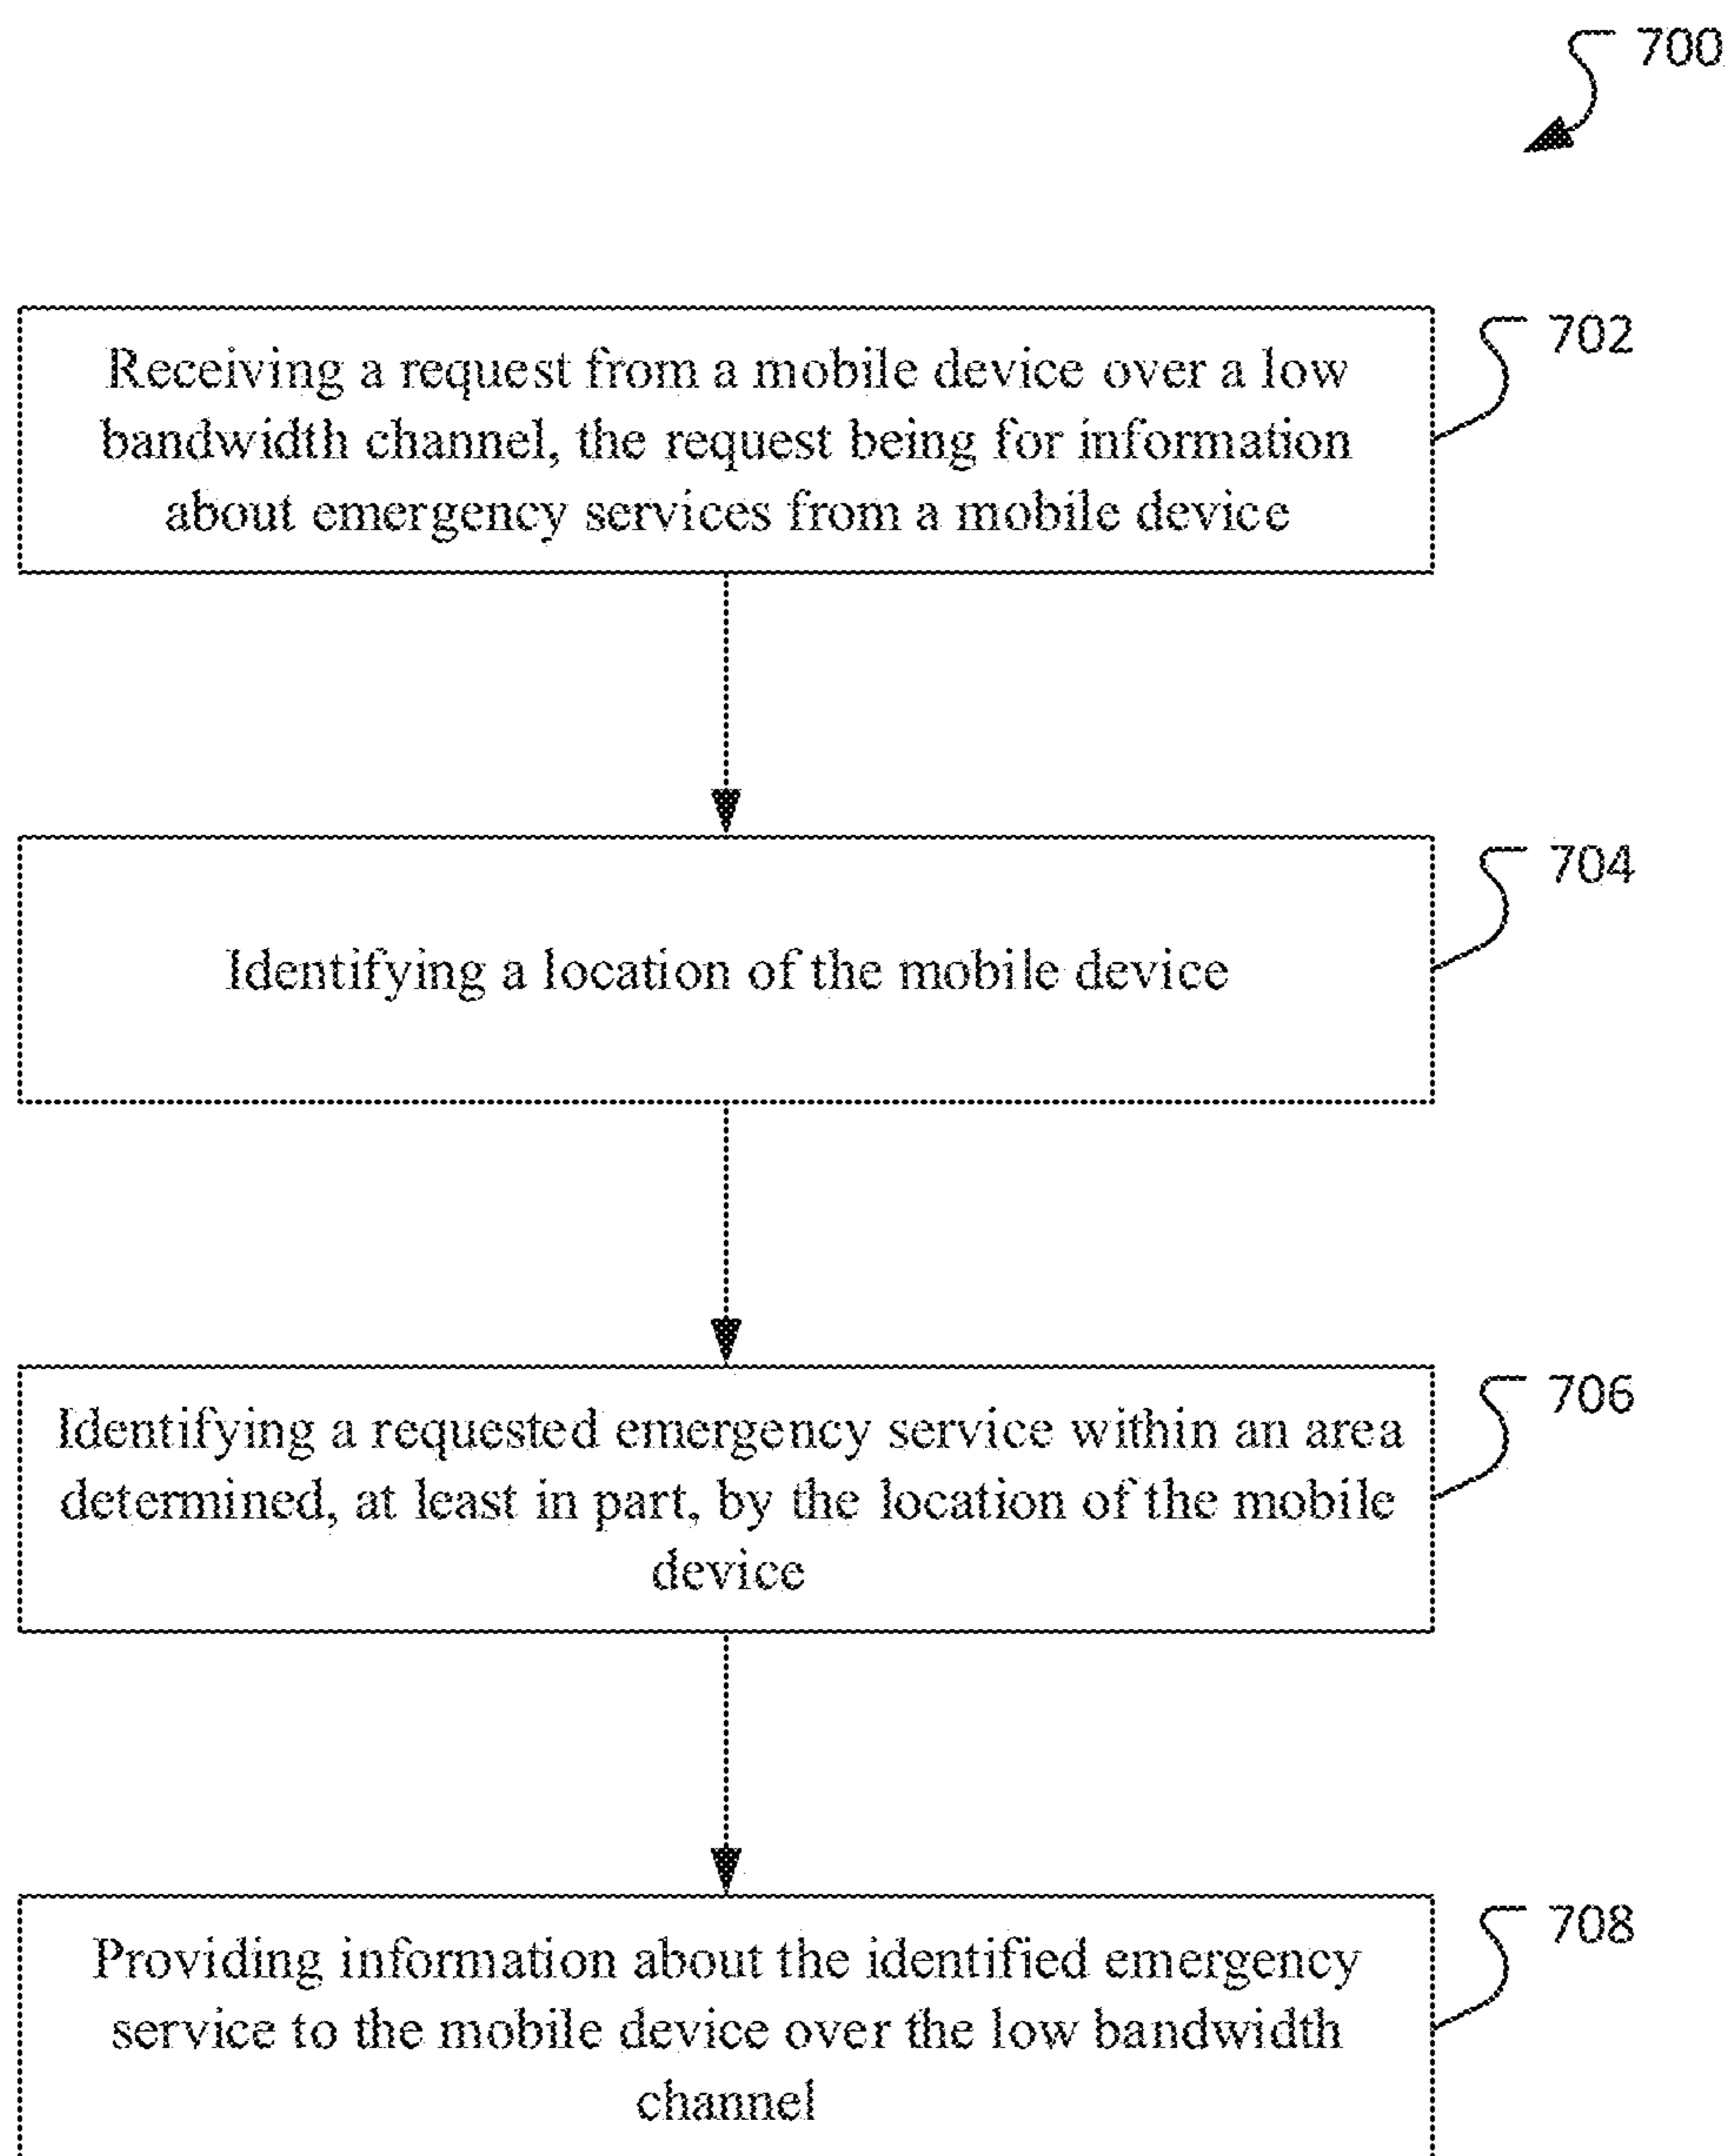 700
Receiving a request from a mobile device over a low
bandwidth channel, the request being for information
about emergency services from a mobile device
702
Identifying a location of the mobile device
704
Identifying a requested emergency service within an area
determined, at least in part, by the location of the mobile
device
706
Providing information about the identified emergency
service to the mobile device over the low bandwidth
channel
708